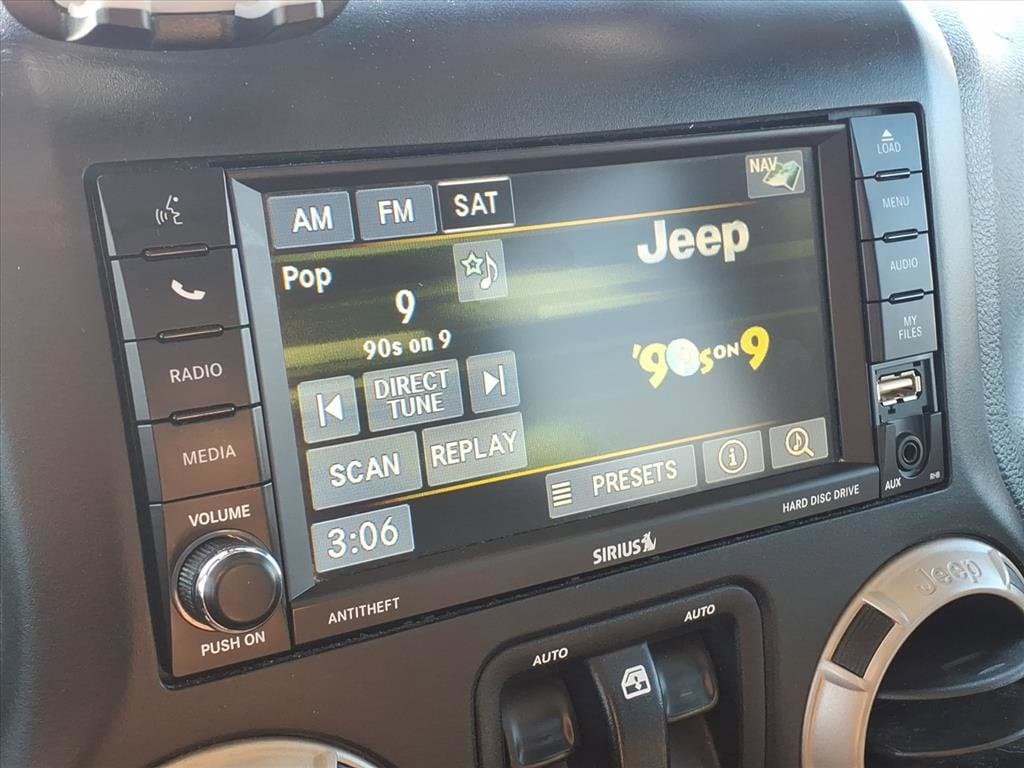 LOAD
MENU
AUDIO
MY
FILES
AUX
RADIO
MEDIA
VOLUME
PUSH ON
AM FM SAT
NAV
Jeep
Pop
9
90s on 9
'90s ON 9
DIRECT
TUNE
SCAN
REPLAY
PRESETS
3:06
ANTITHEFT
SIRIUS
HARD DISC DRIVE
AUTO
AUTO
Jeep